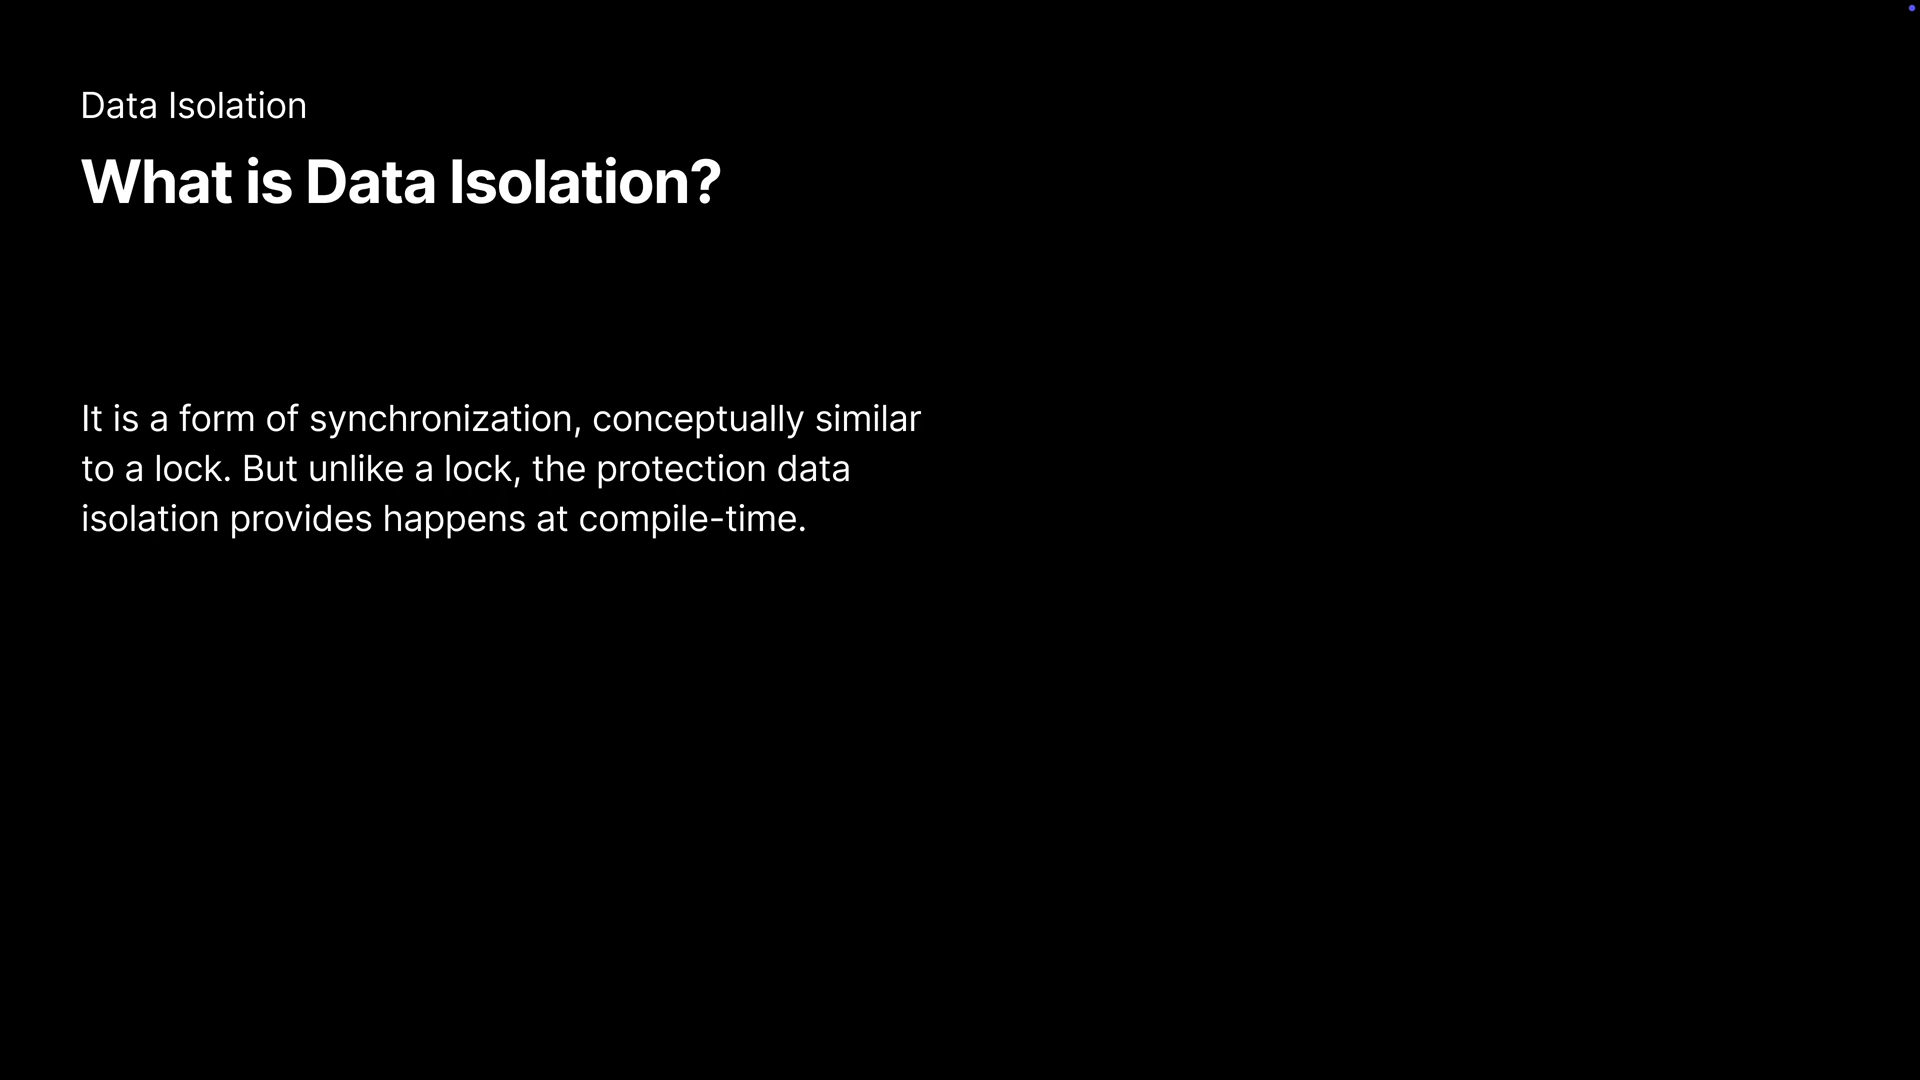 Data Isolation
What is Data Isolation?
It is a form of synchronization, conceptually similar
to a lock. But unlike a lock, the protection data
isolation provides happens at compile-time.